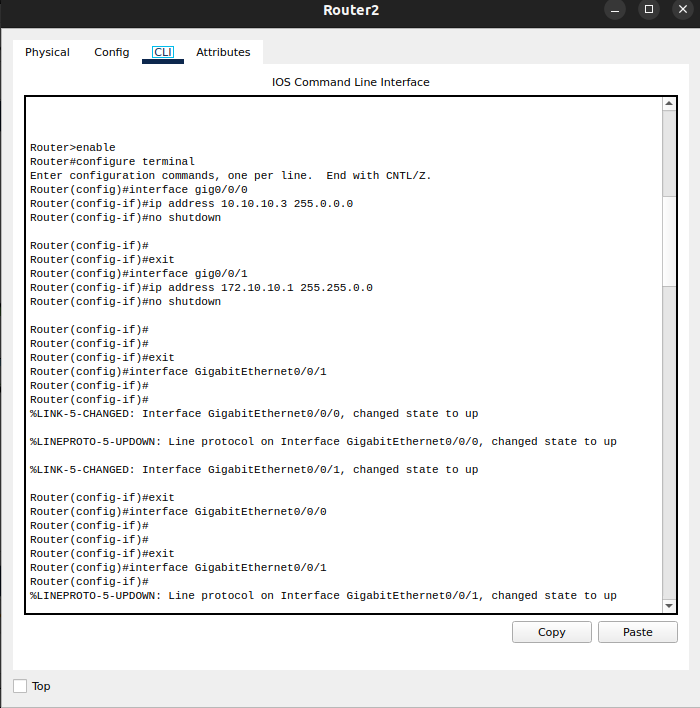 Router2
Physical Config CLI Attributes
IOS Command Line Interface
Router>enable
Router#configure terminal
Enter configuration commands, one per line.  End with CNTL/Z.
Router(config)#interface gig0/0/0
Router(config-if)#ip address 10.10.10.3 255.0.0.0
Router(config-if)#no shutdown
Router(config-if)#
Router(config-if)#exit
Router(config)#interface gig0/0/1
Router(config-if)#ip address 172.10.10.1 255.255.0.0
Router(config-if)#no shutdown
Router(config-if)#
Router(config-if)#
Router(config-if)#exit
Router(config)#interface GigabitEthernet0/0/1
Router(config-if)#
Router(config-if)#
%LINK-5-CHANGED: Interface GigabitEthernet0/0/0, changed state to up
%LINEPROTO-5-UPDOWN: Line protocol on Interface GigabitEthernet0/0/0, changed state to up
%LINK-5-CHANGED: Interface GigabitEthernet0/0/1, changed state to up
Router(config-if)#exit
Router(config)#interface GigabitEthernet0/0/0
Router(config-if)#
Router(config-if)#
Router(config-if)#exit
Router(config)#interface GigabitEthernet0/0/1
Router(config-if)#
%LINEPROTO-5-UPDOWN: Line protocol on Interface GigabitEthernet0/0/1, changed state to up
Copy Paste
Top